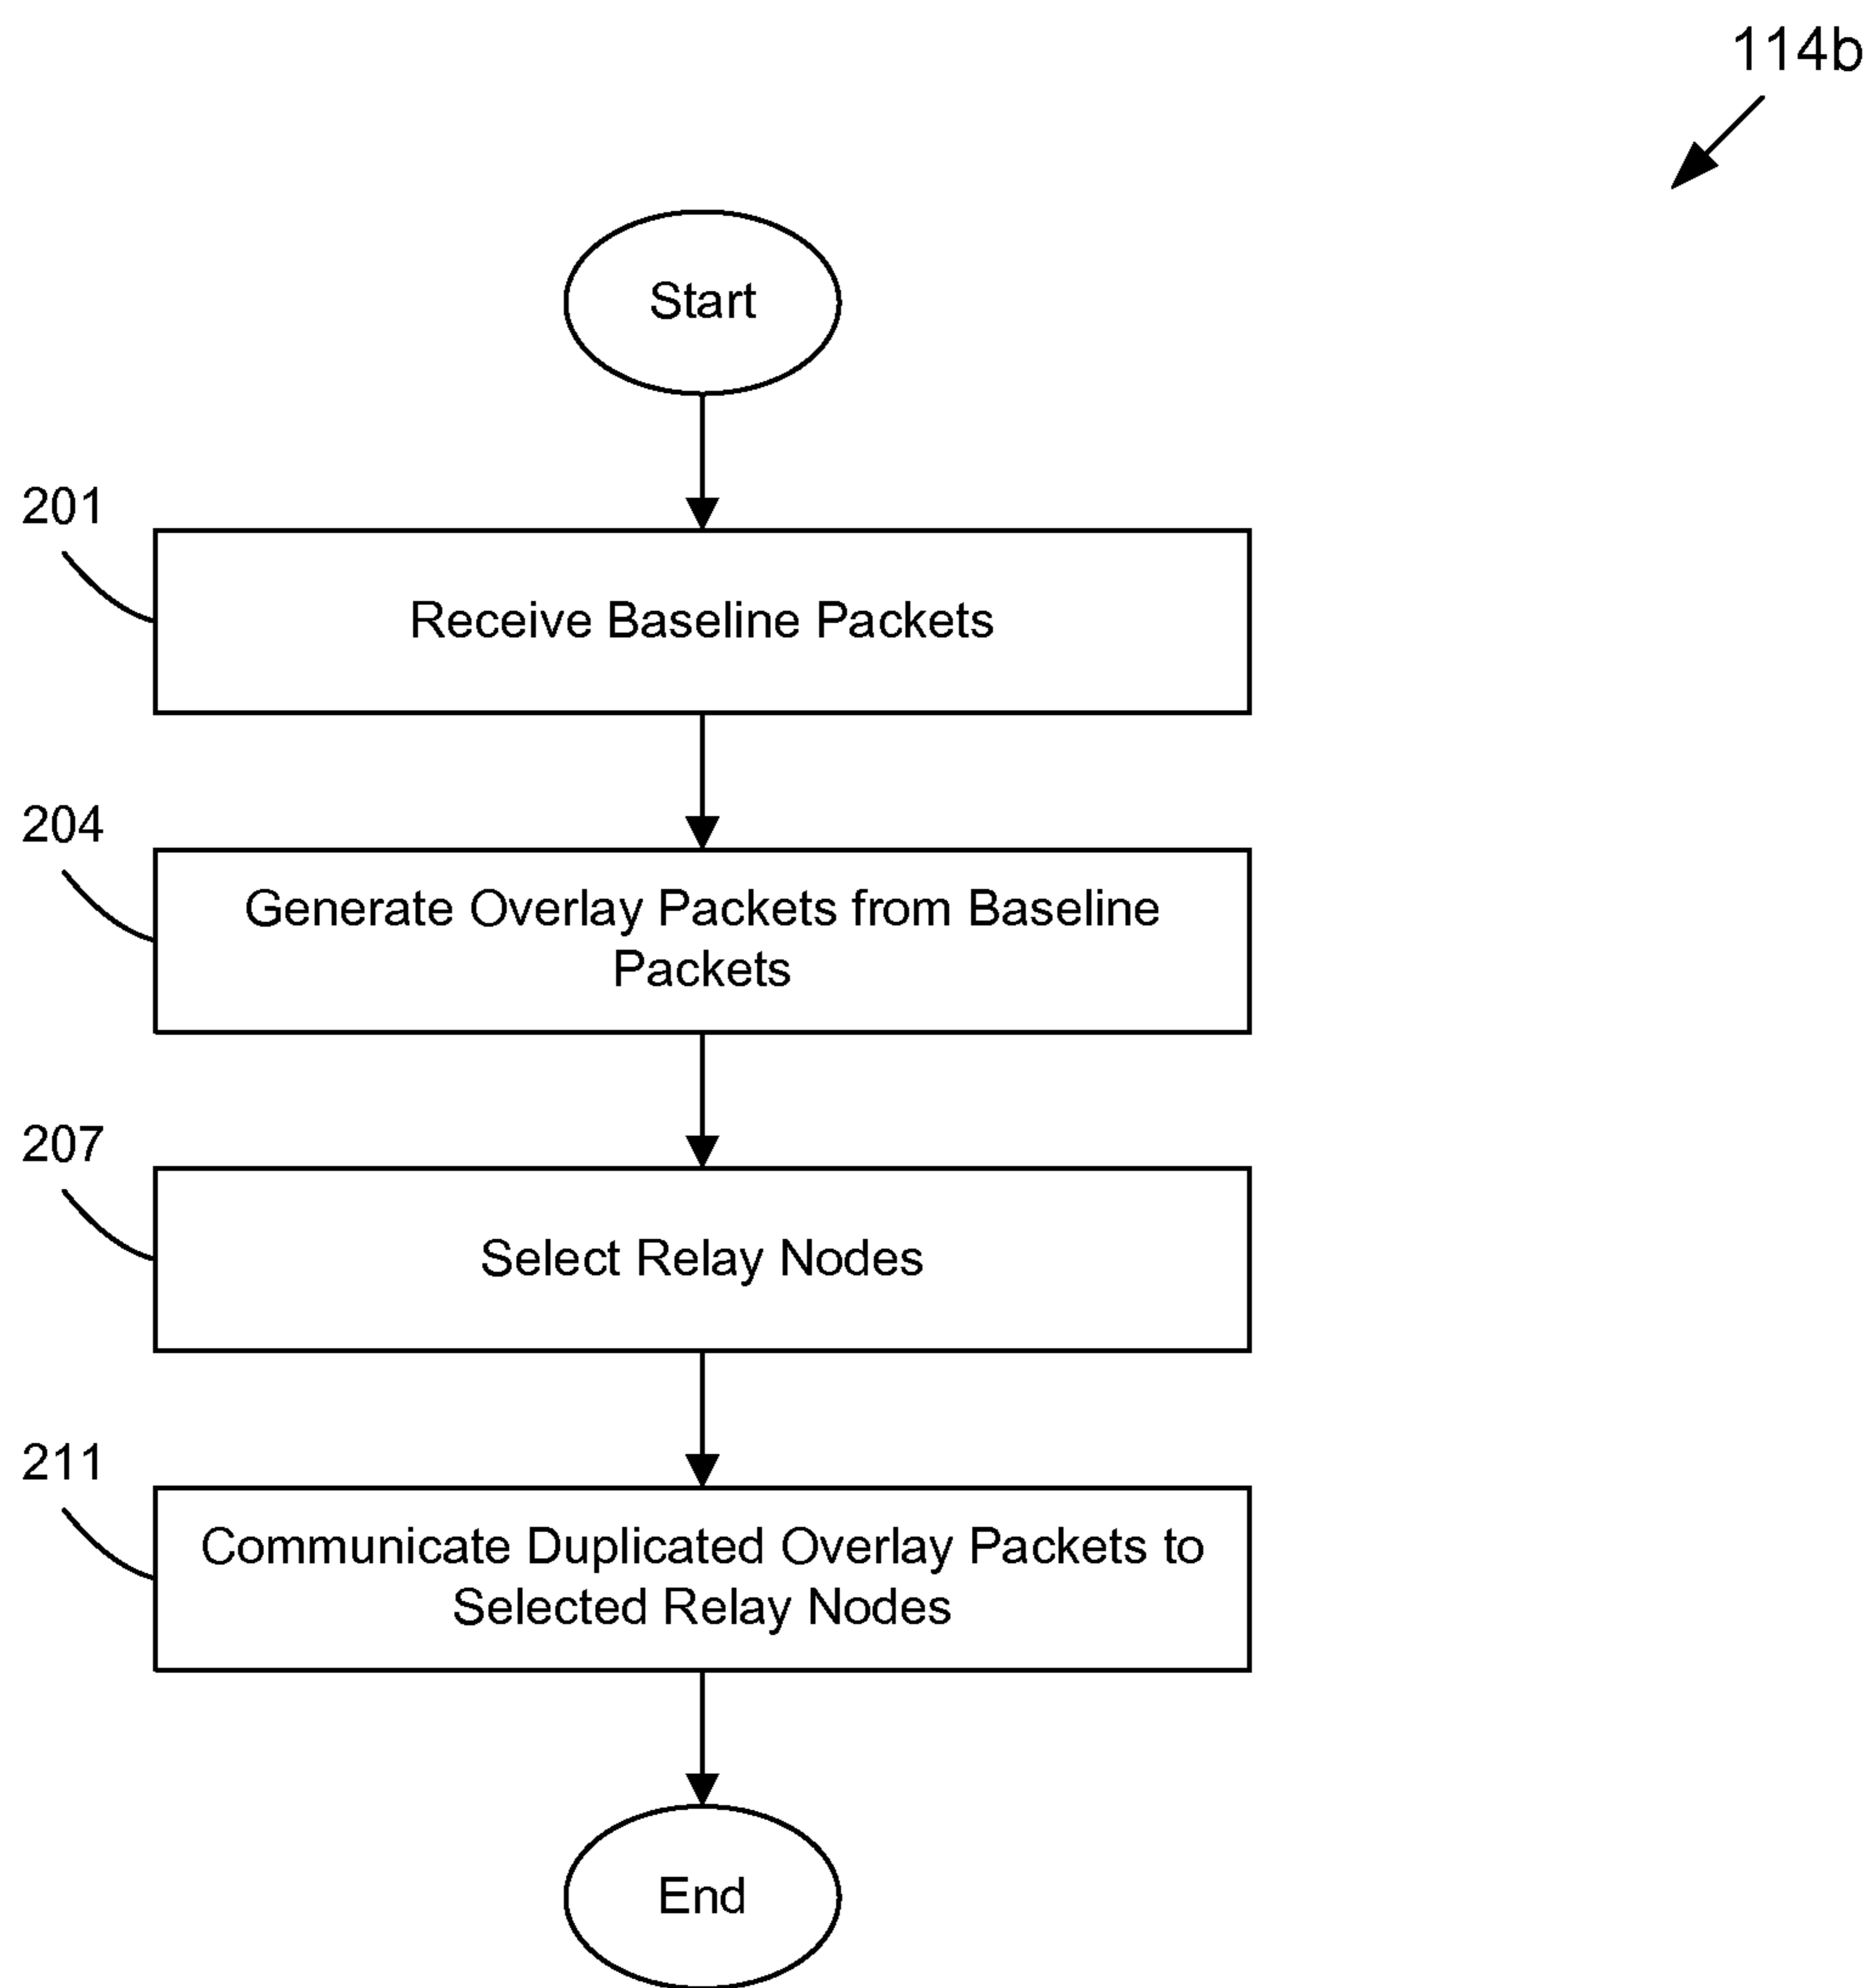 114b
Start
201
Receive Baseline Packets
204
Generate Overlay Packets from Baseline
Packets
207
Select Relay Nodes
211
Communicate Duplicated Overlay Packets to
Selected Relay Nodes
End